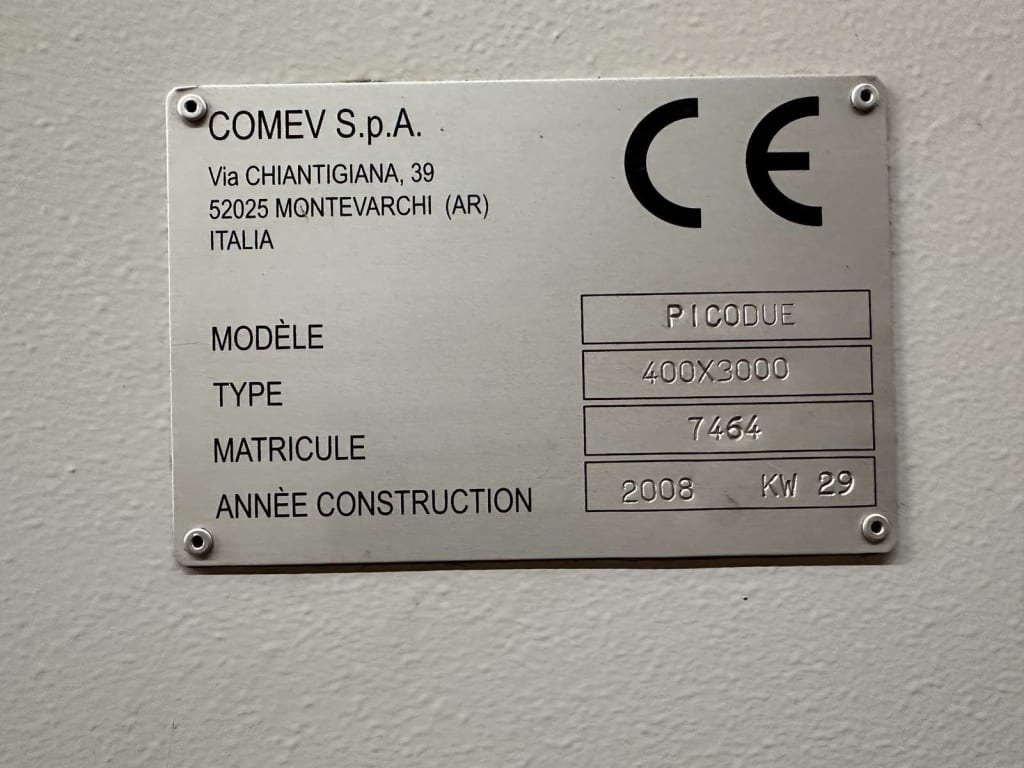 COMEV S.p.A.
Via CHIANTIGIANA, 39
52025 MONTEVARCHI (AR)
ITALIA
CE
MODÈLE PICODUE
TYPE 400X3000
MATRICULE 7464
ANNÈE CONSTRUCTION 2008 KW 29